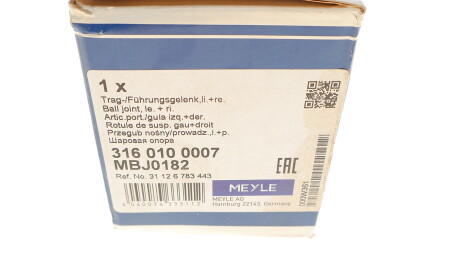 1 x
Trag-/Führungsgelenk,li.+re.
Ball joint, le. + ri.
Artic.port./guia izq.+der.
Rotule de susp. gau+droit
Przegub nośny/prowadz.,l.+p.
Шаровая опора
316 010 0007
MBJ0182
Ref. No. 31 12 6 783 443
EAC
MEYLE
MEYLE AG
Hamburg 22143, Germany